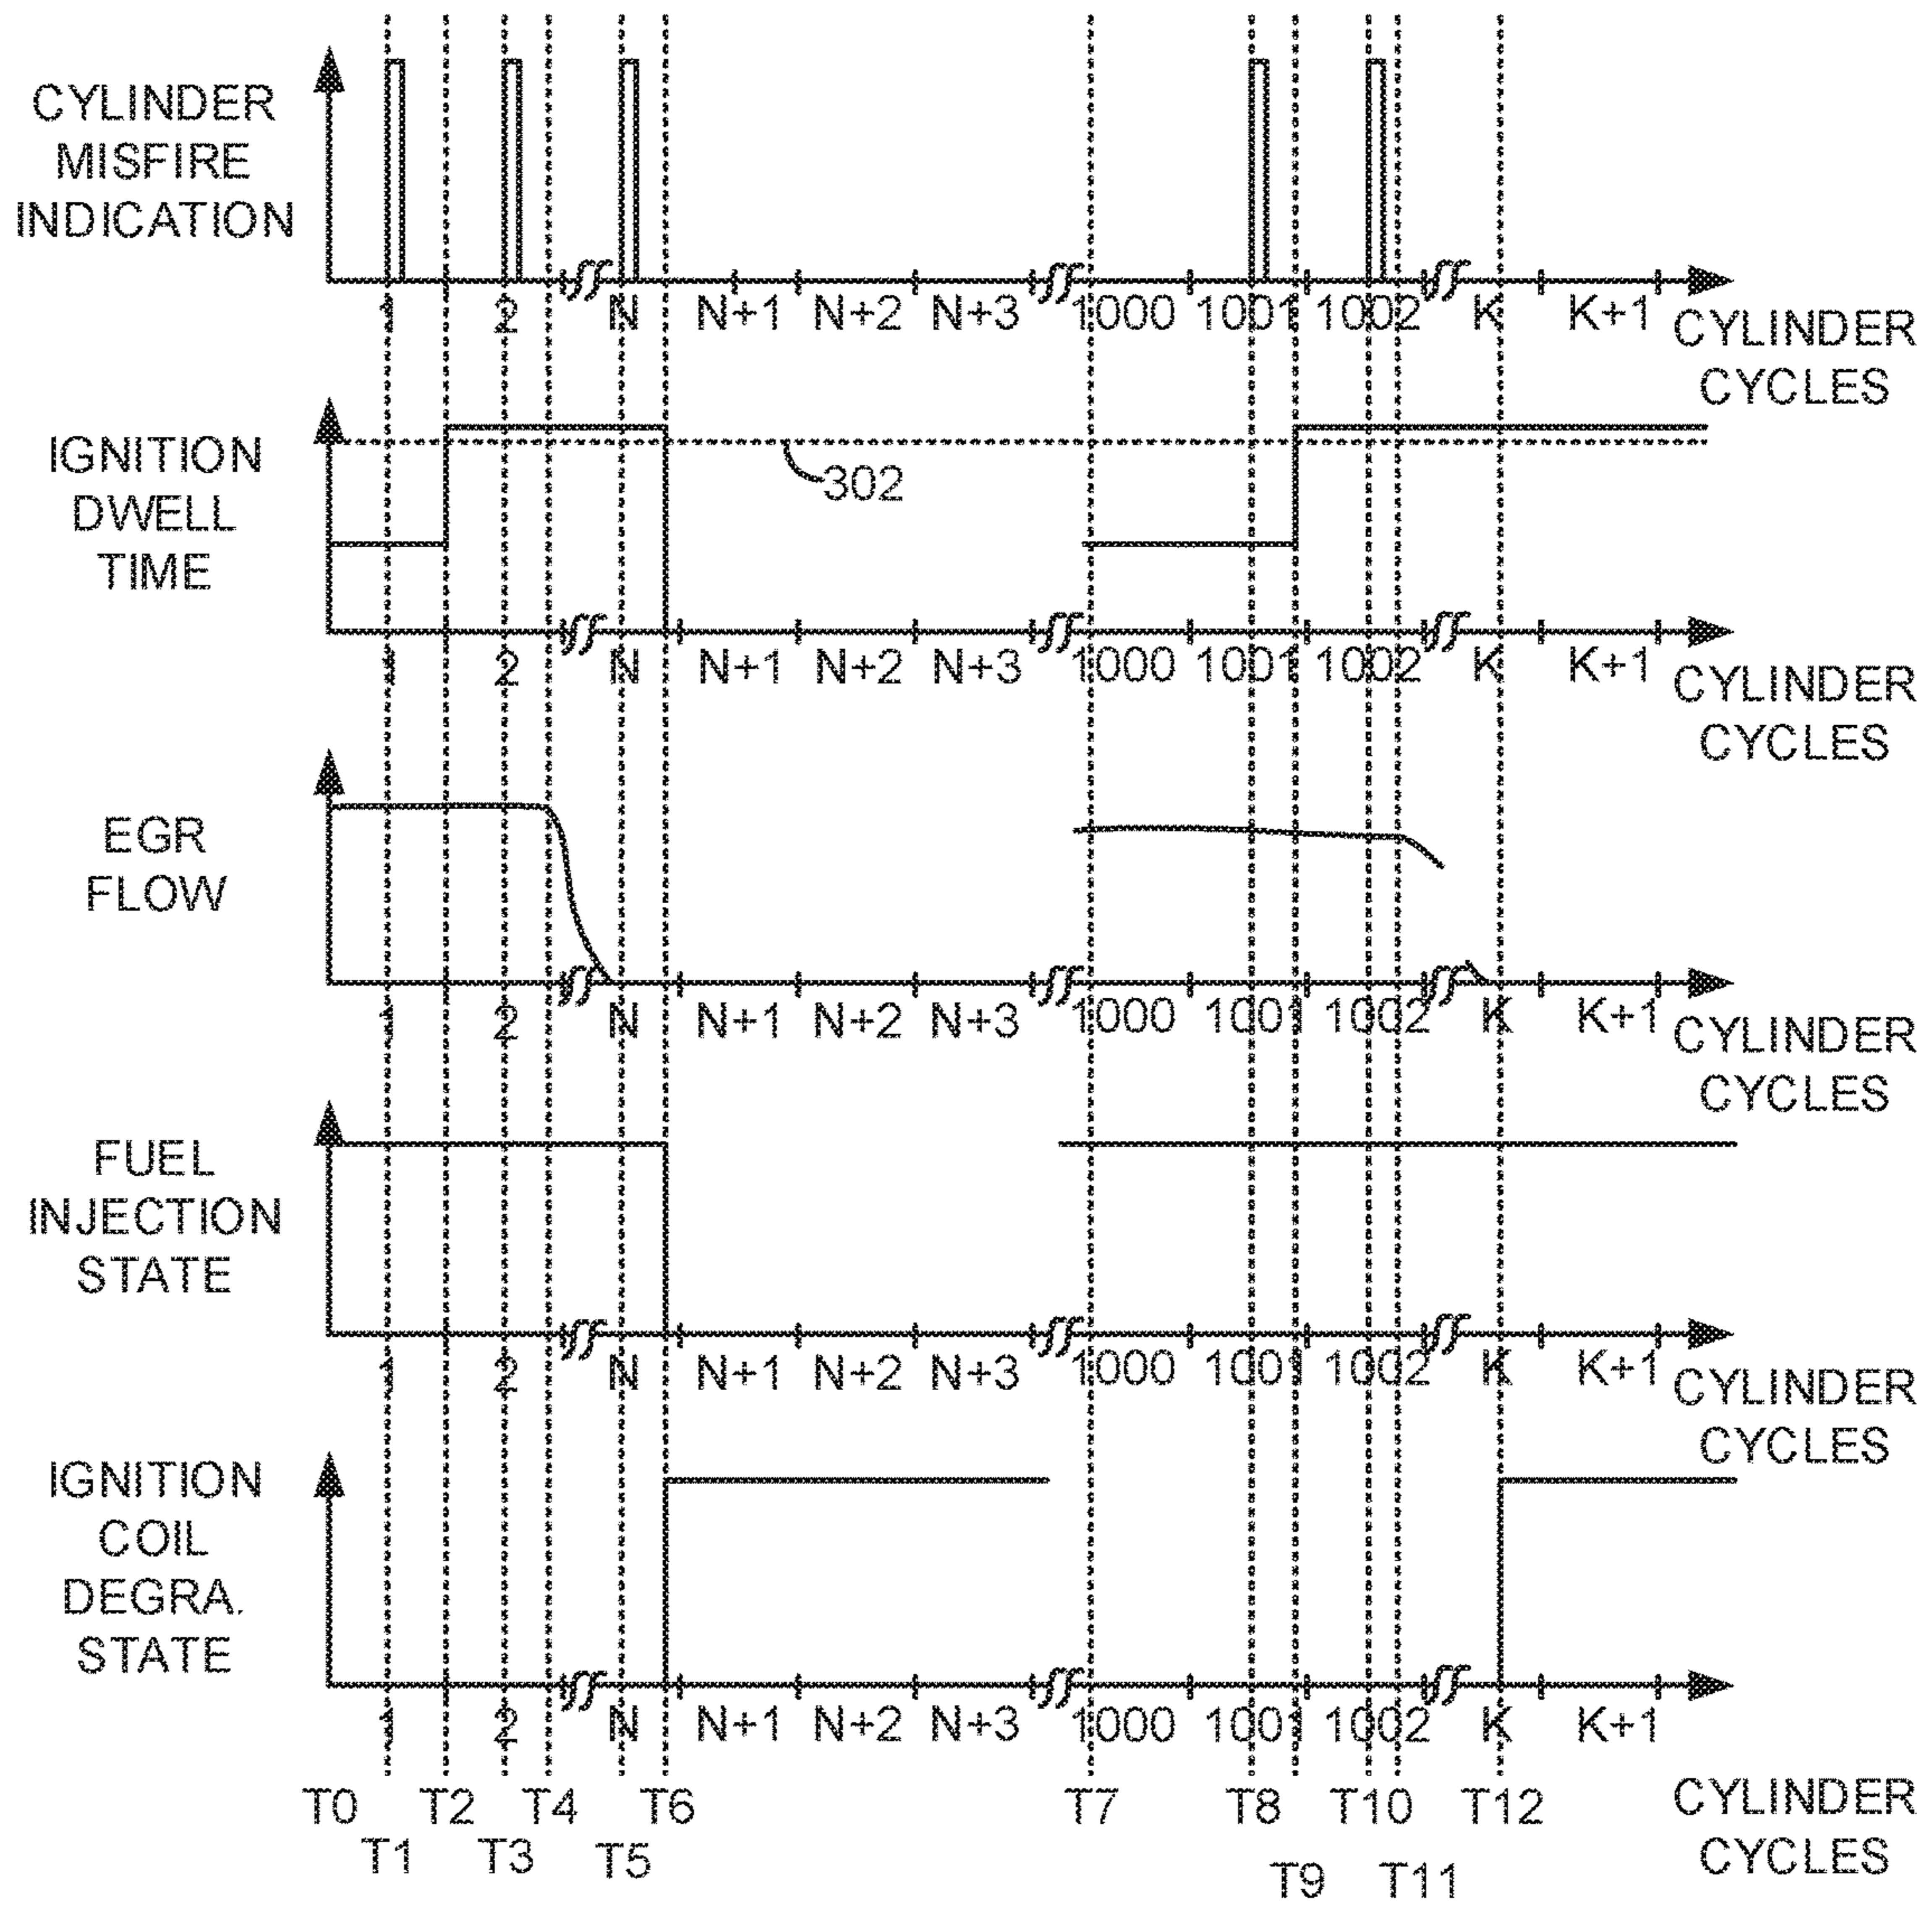 CYLINDER
MISFIRE
INDICATION
1 2 N N+1 N+2 N+3 1000 1001 1002 K K+1
CYLINDER
CYCLES
IGNITION
DWELL
TIME
302
1 2 N N+1 N+2 N+3 1000 1001 1002 K K+1
CYLINDER
CYCLES
EGR
FLOW
1 2 N N+1 N+2 N+3 1000 1001 1002 K K+1
CYLINDER
CYCLES
FUEL
INJECTION
STATE
1 2 N N+1 N+2 N+3 1000 1001 1002 K K+1
CYLINDER
CYCLES
IGNITION
COIL
DEGRA.
STATE
1 2 N N+1 N+2 N+3 1000 1001 1002 K K+1
T0 T2 T4 T6 T7 T8 T10 T12
T1 T3 T5
T9 T11
CYLINDER
CYCLES